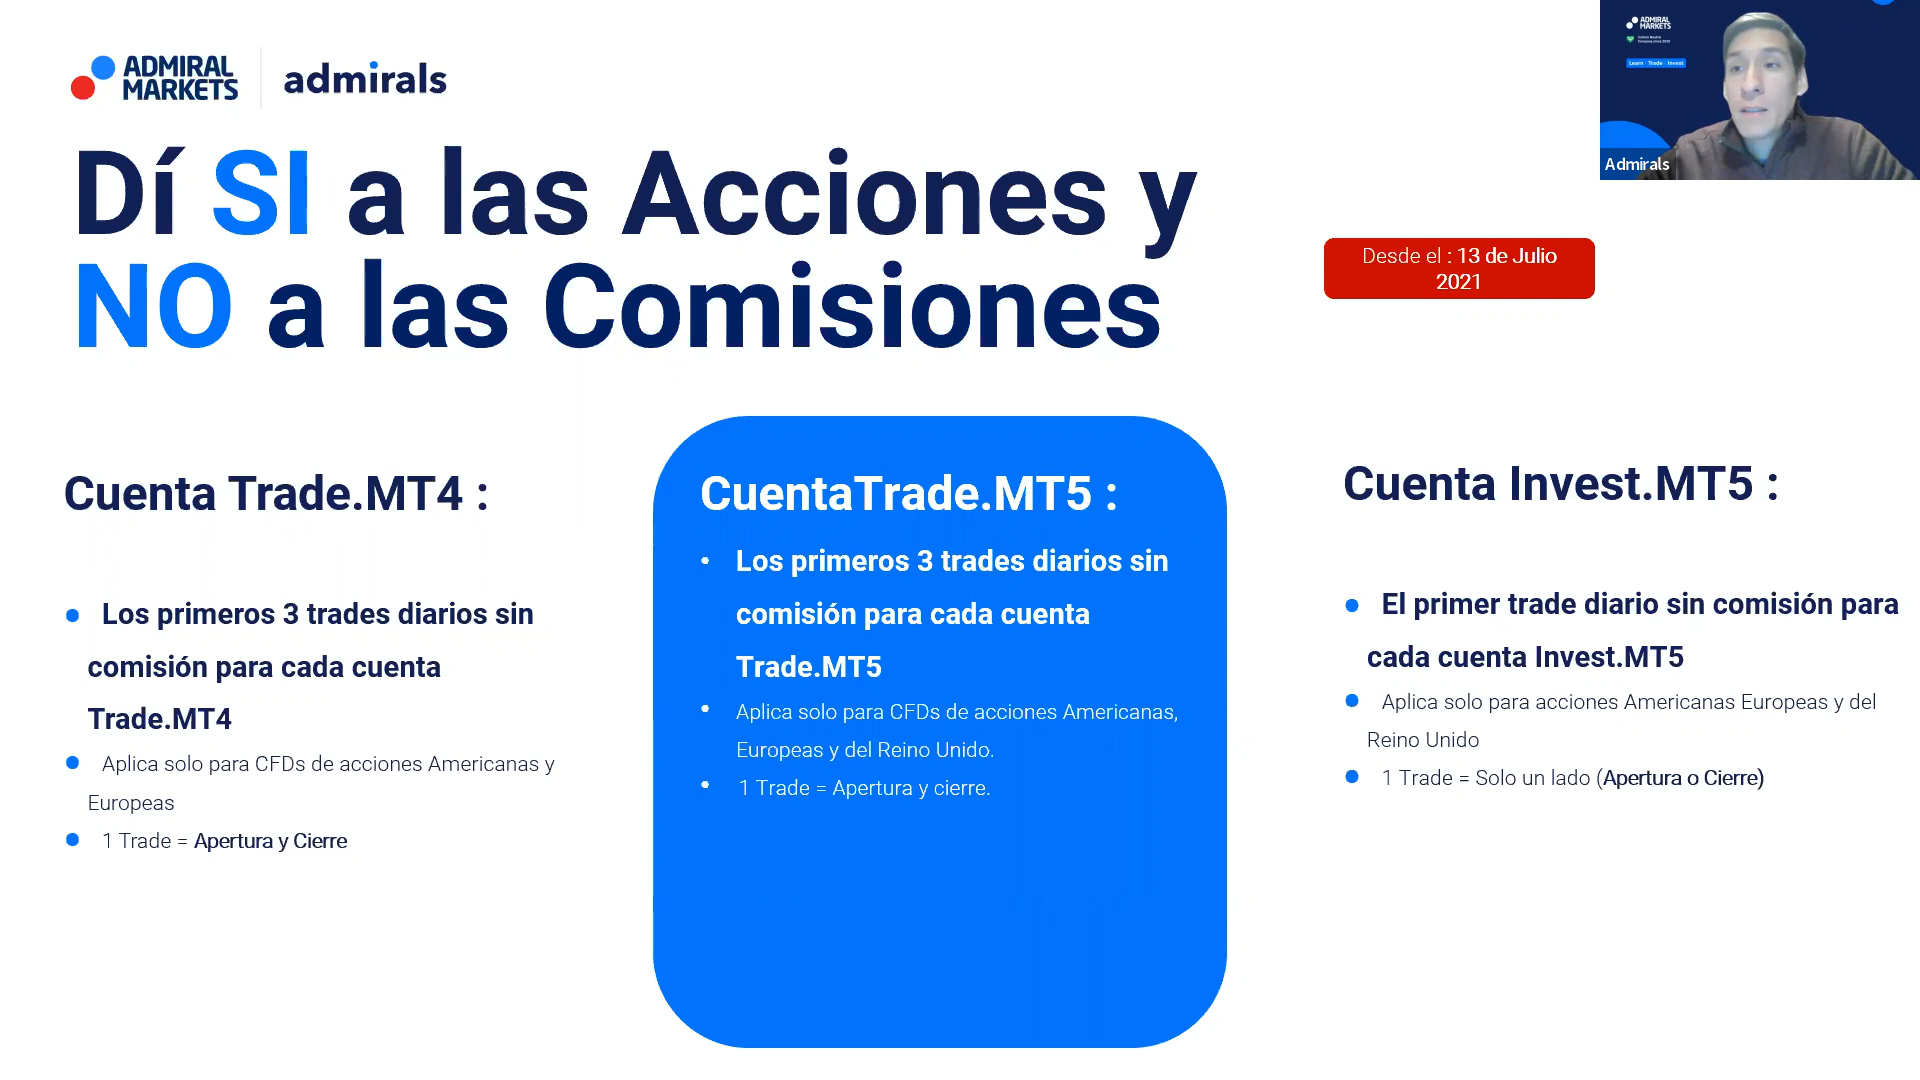 ADMIRAL
MARKETS
admirals
Dí SI a las Acciones y
NO a las Comisiones
Desde el : 13 de Julio
2021
ADMIRAL
MARKETS
Learn · Trade · Invest
Admirals
Cuenta Trade.MT4 :
Los primeros 3 trades diarios sin
comisión para cada cuenta
Trade.MT4
Aplica solo para CFDs de acciones Americanas y
Europeas
1 Trade = Apertura y Cierre
CuentaTrade.MT5 :
• Los primeros 3 trades diarios sin
comisión para cada cuenta
Trade.MT5
• Aplica solo para CFDs de acciones Americanas,
Europeas y del Reino Unido.
• 1 Trade = Apertura y cierre.
Cuenta Invest.MT5 :
El primer trade diario sin comisión para
cada cuenta Invest.MT5
Aplica solo para acciones Americanas Europeas y del
Reino Unido
1 Trade = Solo un lado (Apertura o Cierre)